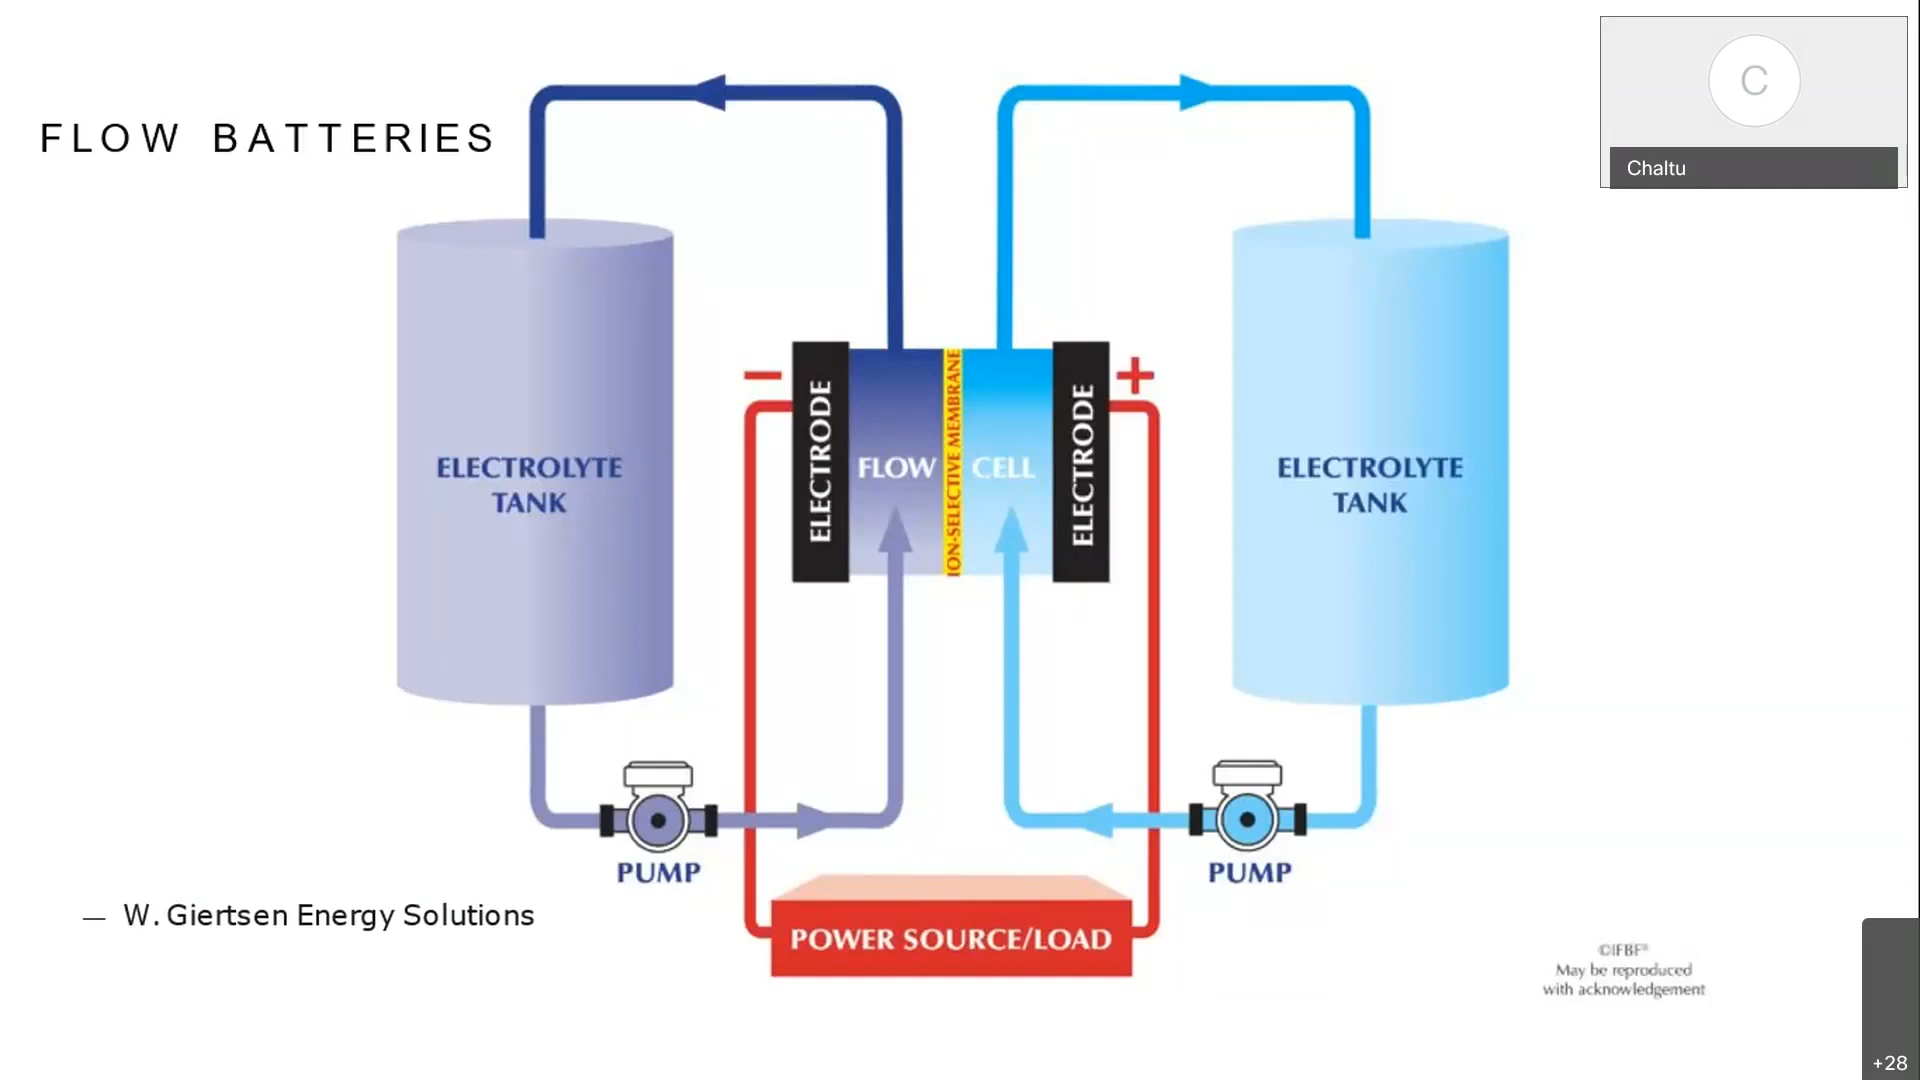 FLOW BATTERIES
C
Chaltu
−
+
ELECTRODE
FLOW
ION-SELECTIVE MEMBRANE
CELL
ELECTRODE
ELECTROLYTE
TANK
ELECTROLYTE
TANK
PUMP
PUMP
— W. Giertsen Energy Solutions
POWER SOURCE/LOAD
©IFBF®
May be reproduced
with acknowledgement
+28